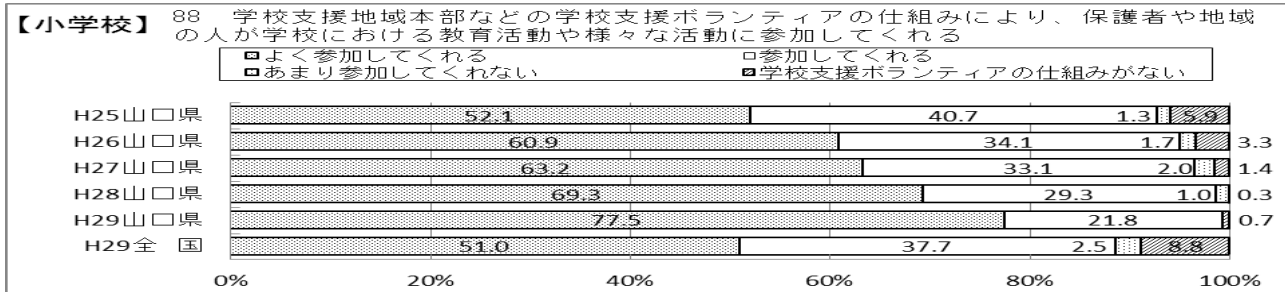 【小学校】 88 学校支援地域本部などの学校支援ボランティアの仕組みにより、保護者や地域
の人が学校における教育活動や様々な活動に参加してくれる
よく参加してくれる 参加してくれる
あまり参加してくれない 学校支援ボランティアの仕組みがない
H25山口県 52.1 40.7 1.3 5.9
H26山口県 60.9 34.1 1.7 3.3
H27山口県 63.2 33.1 2.0 1.4
H28山口県 69.3 29.3 1.0 0.3
H29山口県 77.5 21.8 0.7
H29全 国 51.0 37.7 2.5 8.8
0% 20% 40% 60% 80% 100%